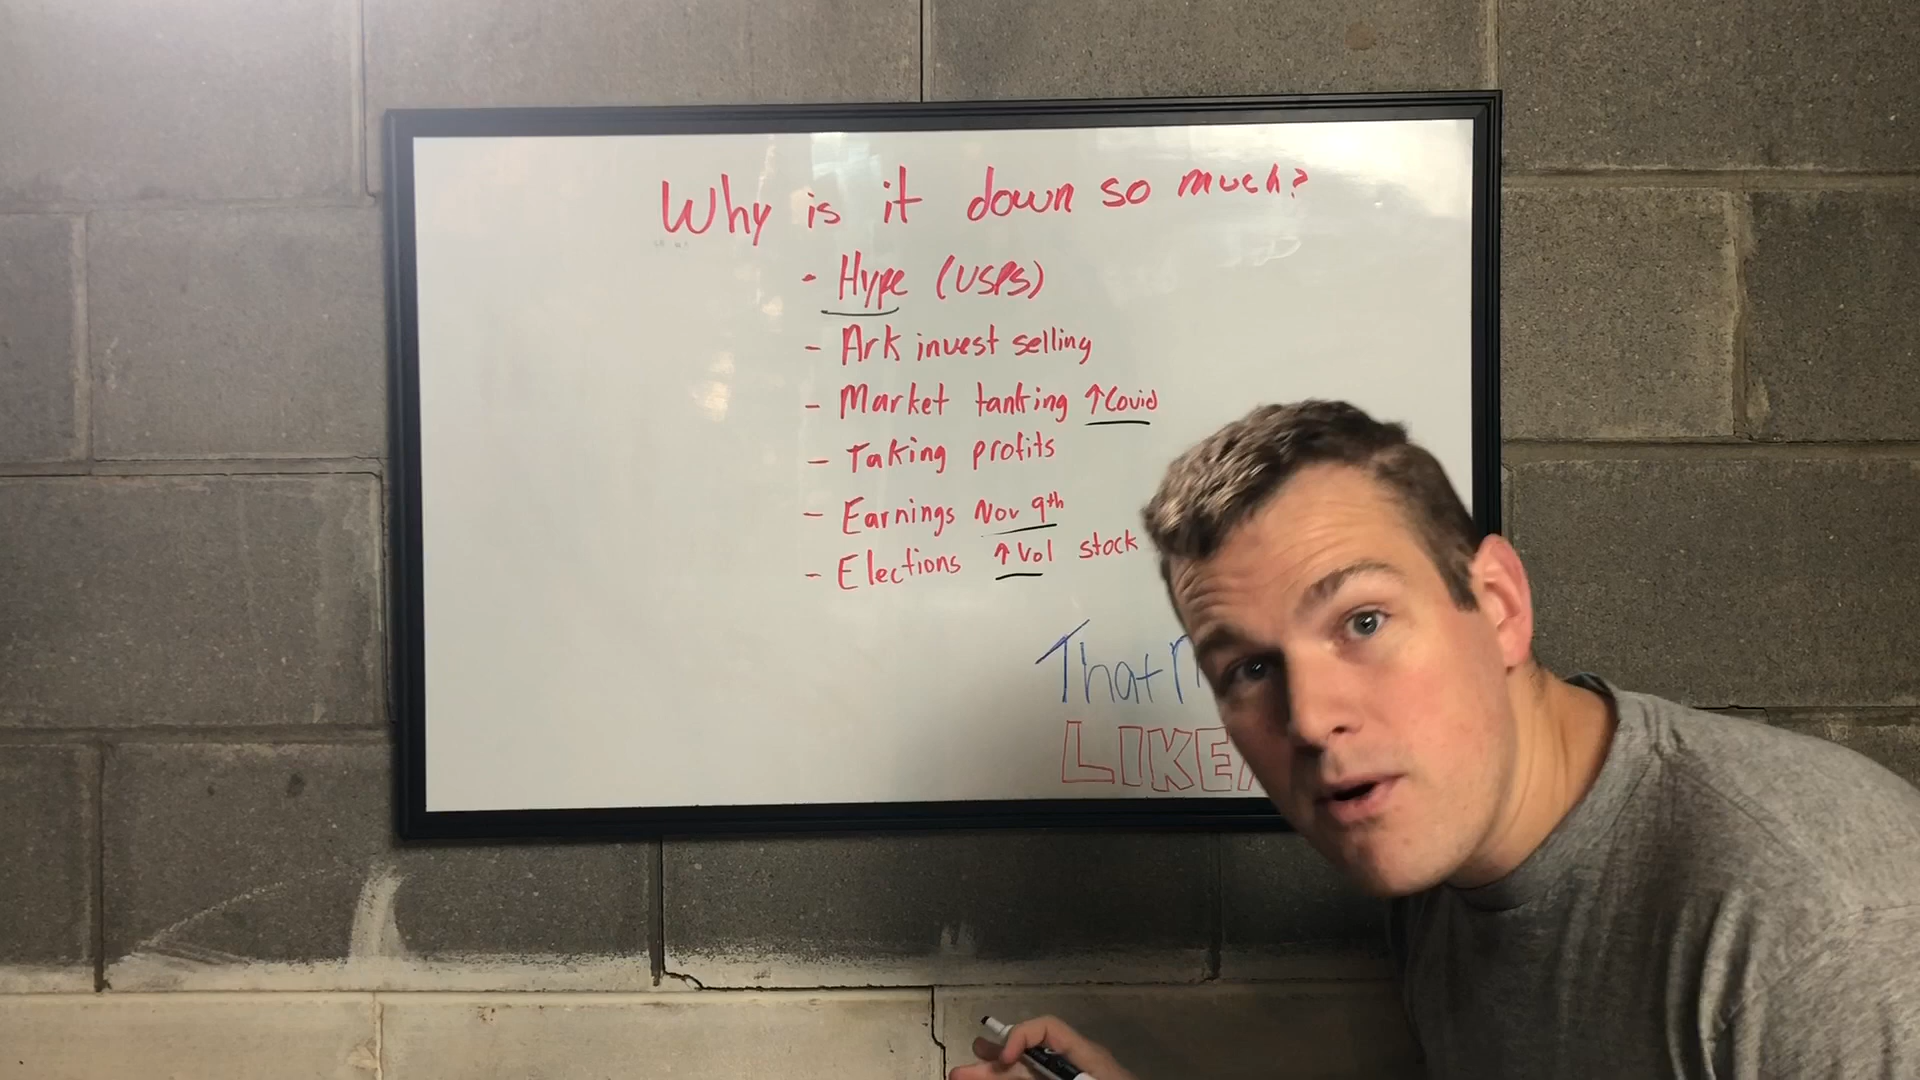 Why is it down so much?
- Hype (USPS)
- Ark invest selling
- Market tanking ↑Covid
- Taking profits
- Earnings Nov 9th
- Elections ↑Vol stock
LIKE